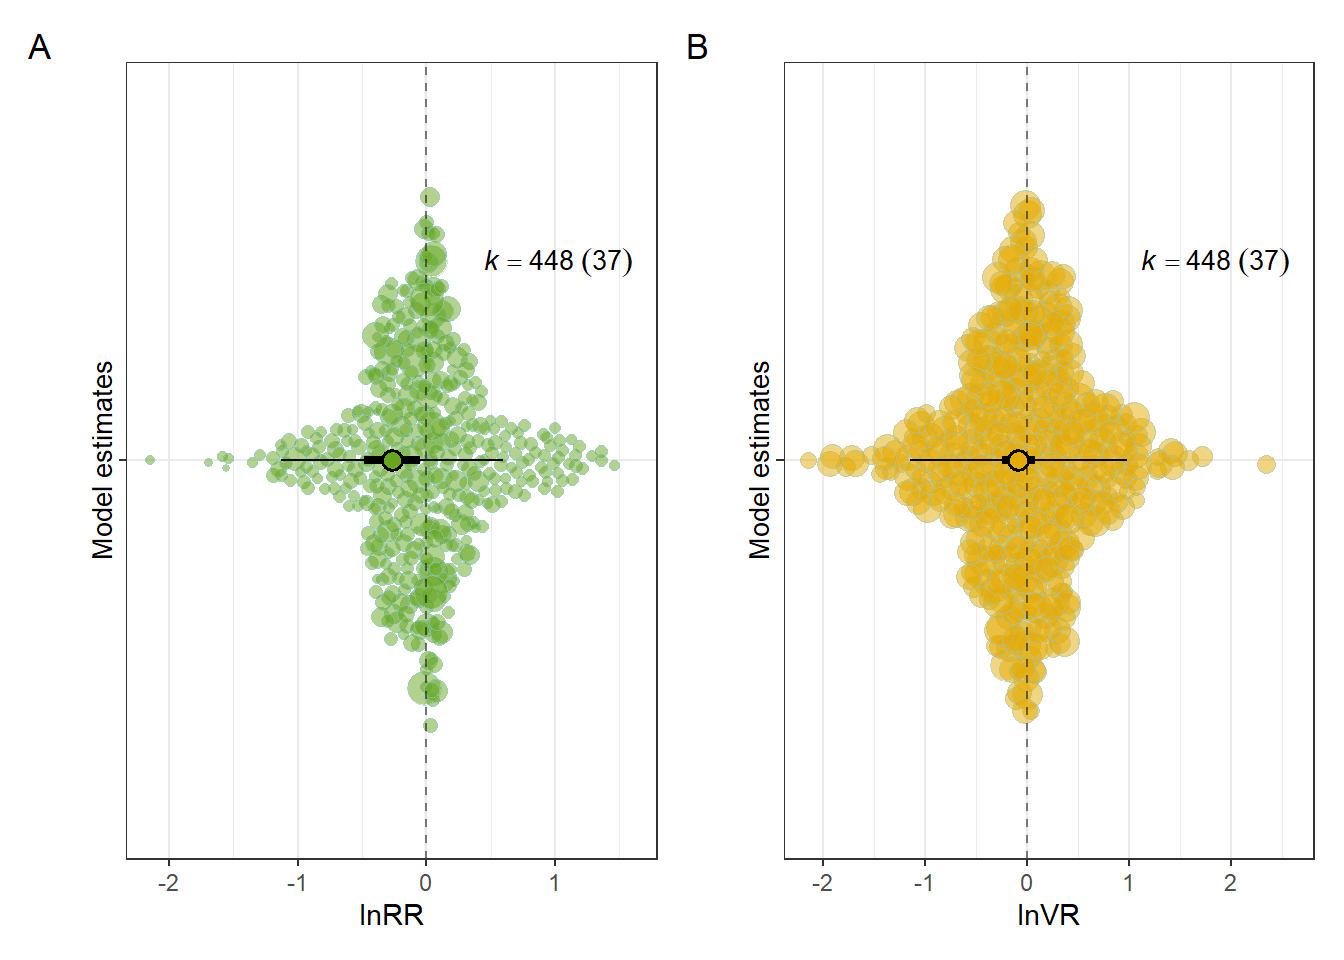 A
k = 448 (37)
Model estimates
-2 -1 0 1
lnRR
B
k = 448 (37)
Model estimates
-2 -1 0 1 2
lnVR